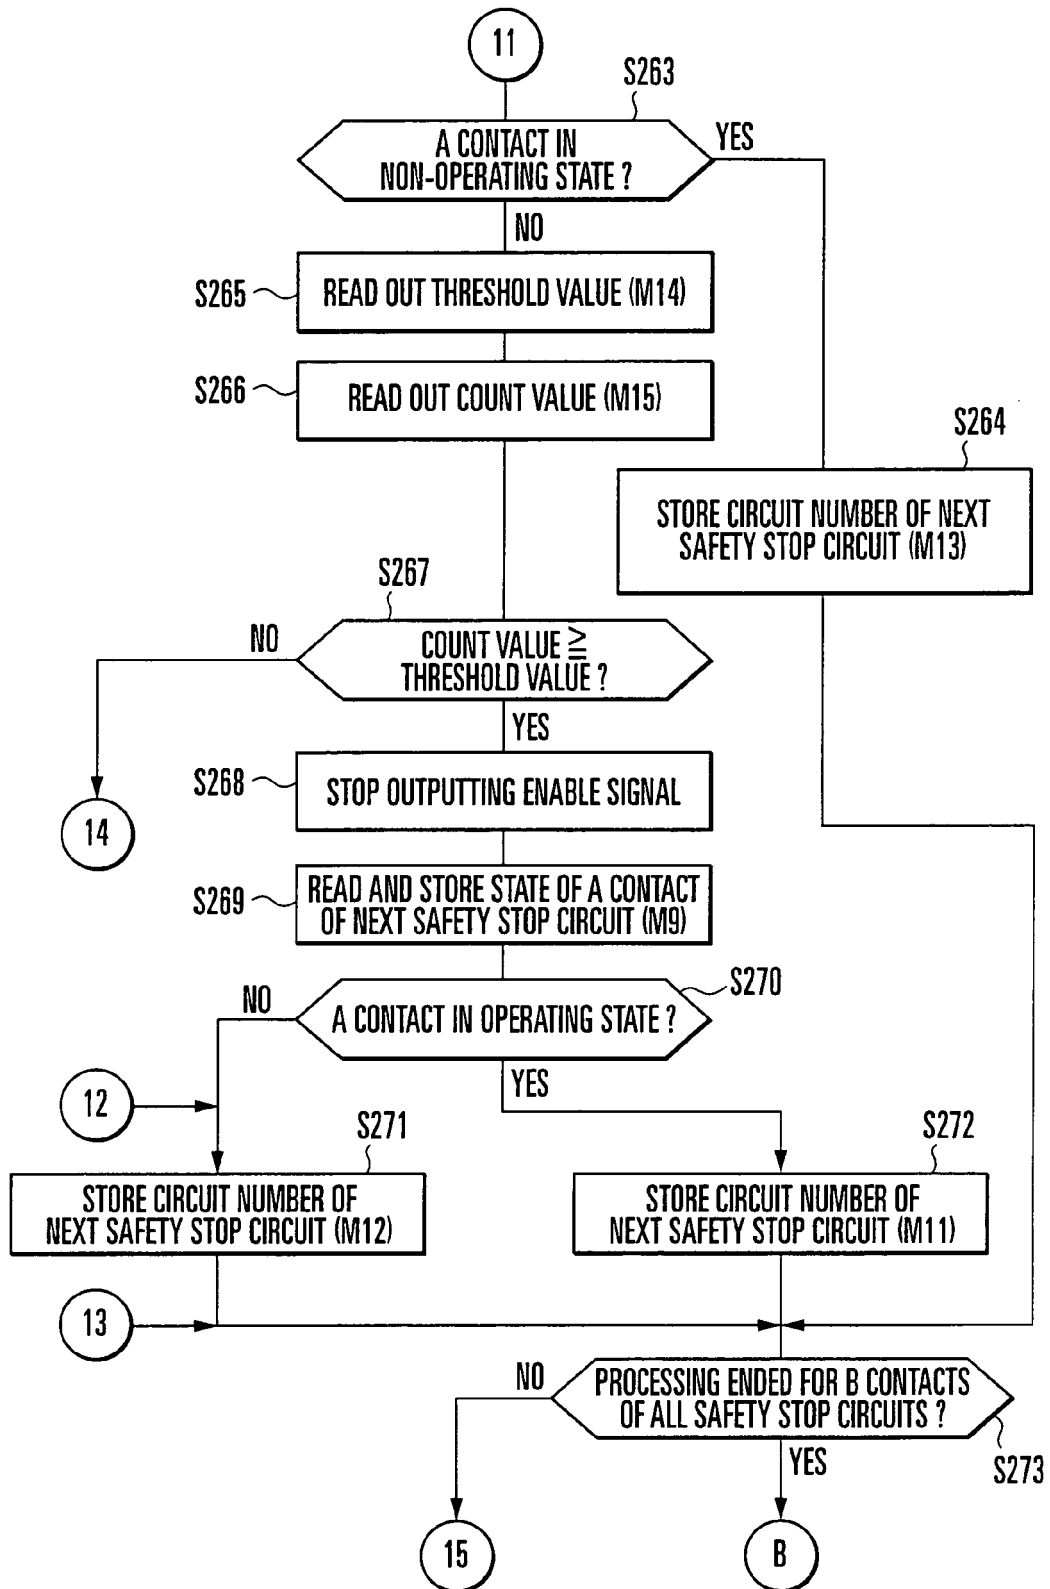 11
S263
A CONTACT IN
NON-OPERATING STATE ?
YES
NO
S265
READ OUT THRESHOLD VALUE (M14)
S266
READ OUT COUNT VALUE (M15)
S264
STORE CIRCUIT NUMBER OF NEXT
SAFETY STOP CIRCUIT (M13)
S267
NO
COUNT VALUE ≧
THRESHOLD VALUE ?
YES
S268
STOP OUTPUTTING ENABLE SIGNAL
14
S269
READ AND STORE STATE OF A CONTACT
OF NEXT SAFETY STOP CIRCUIT (M9)
S270
NO
A CONTACT IN OPERATING STATE ?
YES
12
S271
STORE CIRCUIT NUMBER OF
NEXT SAFETY STOP CIRCUIT (M12)
S272
STORE CIRCUIT NUMBER OF
NEXT SAFETY STOP CIRCUIT (M11)
13
NO
PROCESSING ENDED FOR B CONTACTS
OF ALL SAFETY STOP CIRCUITS ?
YES
S273
15
B